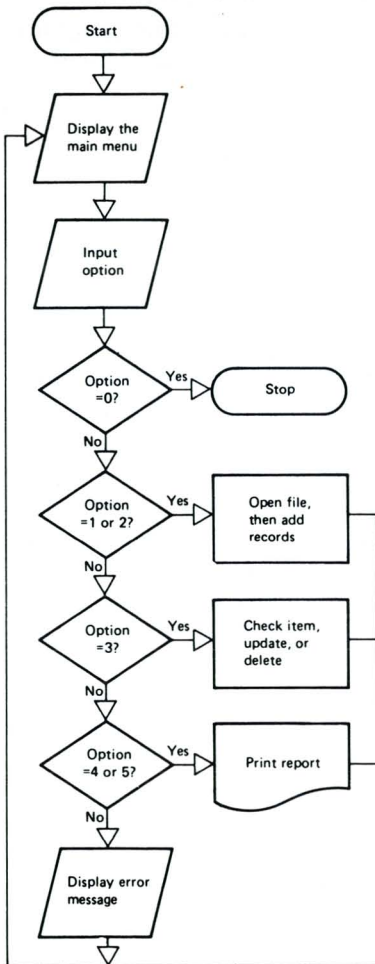 Start
Display the
main menu
Input
option
Option
=0?
Yes
Stop
No
Option
=1 or 2?
Yes
Open file,
then add
records
No
Option
=3?
Yes
Check item,
update, or
delete
No
Option
=4 or 5?
Yes
Print report
No
Display error
message